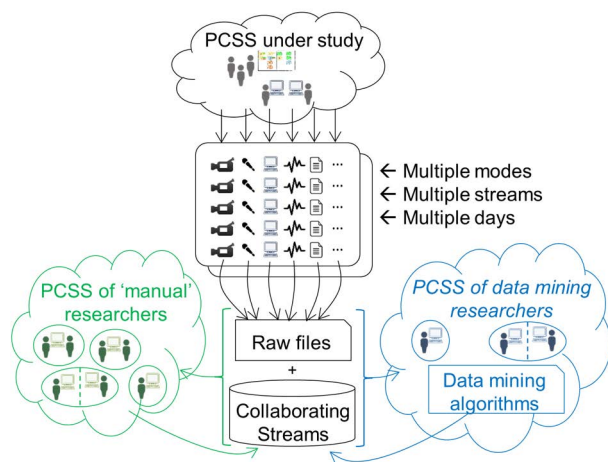 PCSS under study
← Multiple modes
← Multiple streams
← Multiple days
...
...
...
...
PCSS of ‘manual’
researchers
PCSS of data mining
researchers
Raw files
+
Collaborating
Streams
Data mining
algorithms